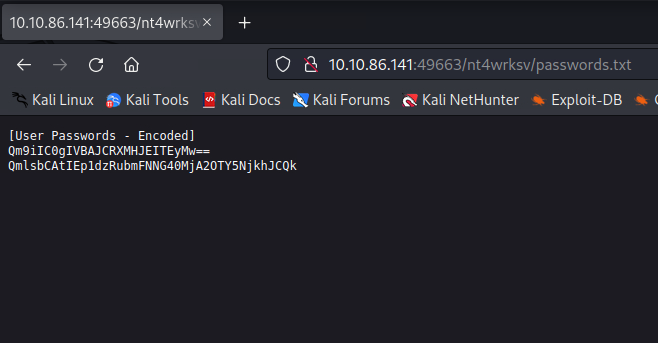 10.10.86.141:49663/nt4wrksv
10.10.86.141:49663/nt4wrksv/passwords.txt
Kali Linux Kali Tools Kali Docs Kali Forums Kali NetHunter Exploit-DB
[User Passwords - Encoded]
Qm9iIC0gIVBAJCRXMHJEITEyMw==
QmlsbCAtIEp1dzRubmFNNG40MjA2OTY5NjkhJCQk